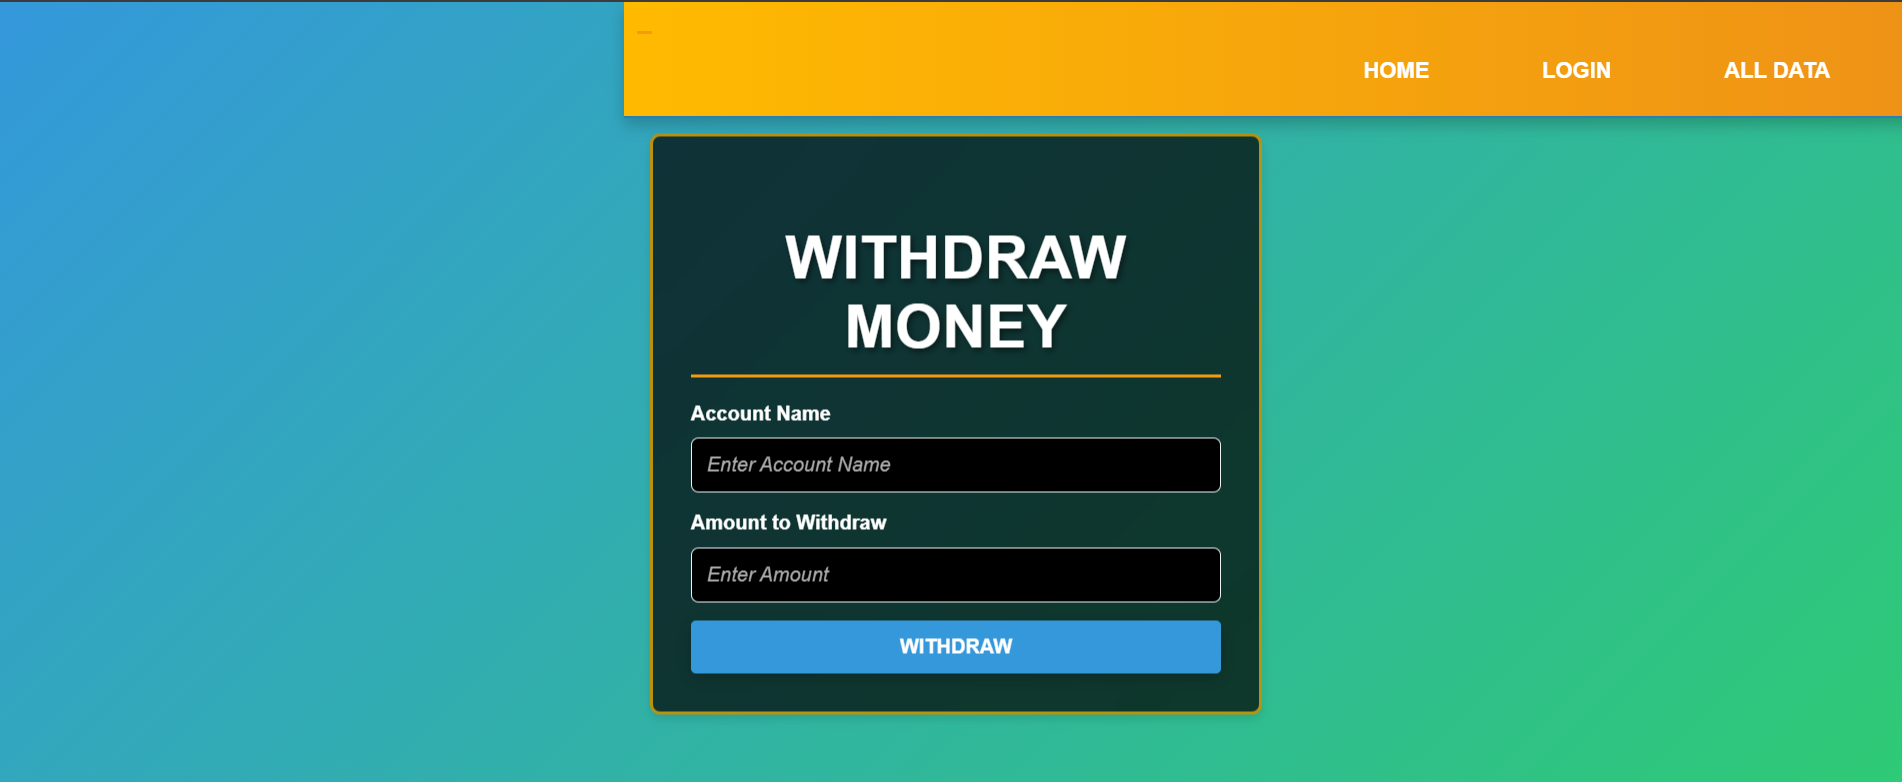 HOME LOGIN ALL DATA
WITHDRAW
MONEY
Account Name
Enter Account Name
Amount to Withdraw
Enter Amount
WITHDRAW